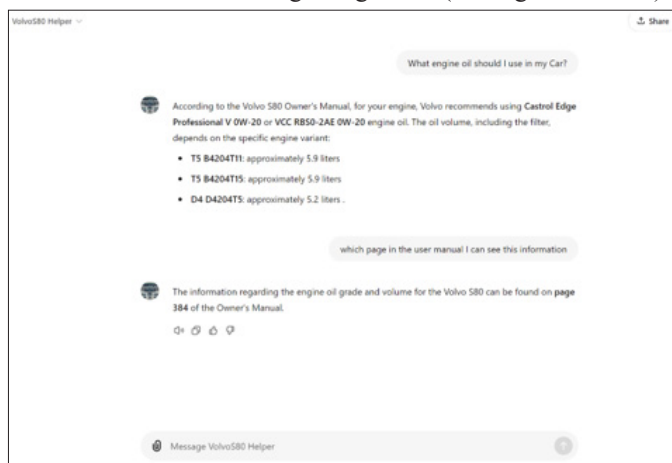 VolvoS80 Helper
Share
What engine oil should I use in my Car?
According to the Volvo S80 Owner's Manual, for your engine, Volvo recommends using Castrol Edge
Professional V 0W-20 or VCC RBS0-2AE 0W-20 engine oil. The oil volume, including the filter,
depends on the specific engine variant:
• T5 B4204T11: approximately 5.9 liters
• T5 B4204T15: approximately 5.9 liters
• D4 D4204T5: approximately 5.2 liters .
which page in the user manual I can see this information
The information regarding the engine oil grade and volume for the Volvo S80 can be found on page
384 of the Owner's Manual.
Message VolvoS80 Helper